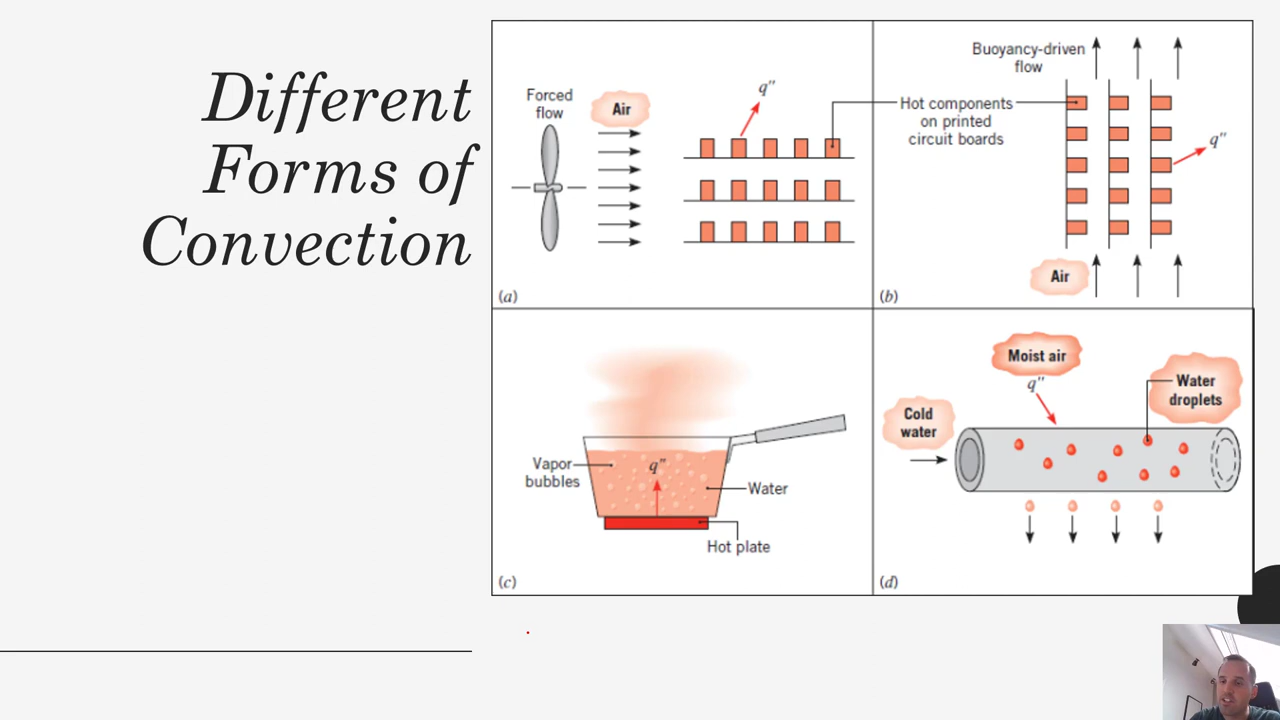 Different
Forms of
Convection
Forced
flow
Air
q"
(a)
Buoyancy-driven
flow
Hot components
on printed
circuit boards
q"
Air
(b)
Vapor
bubbles
q"
Water
Hot plate
(c)
Moist air
q"
Water
droplets
Cold
water
(d)